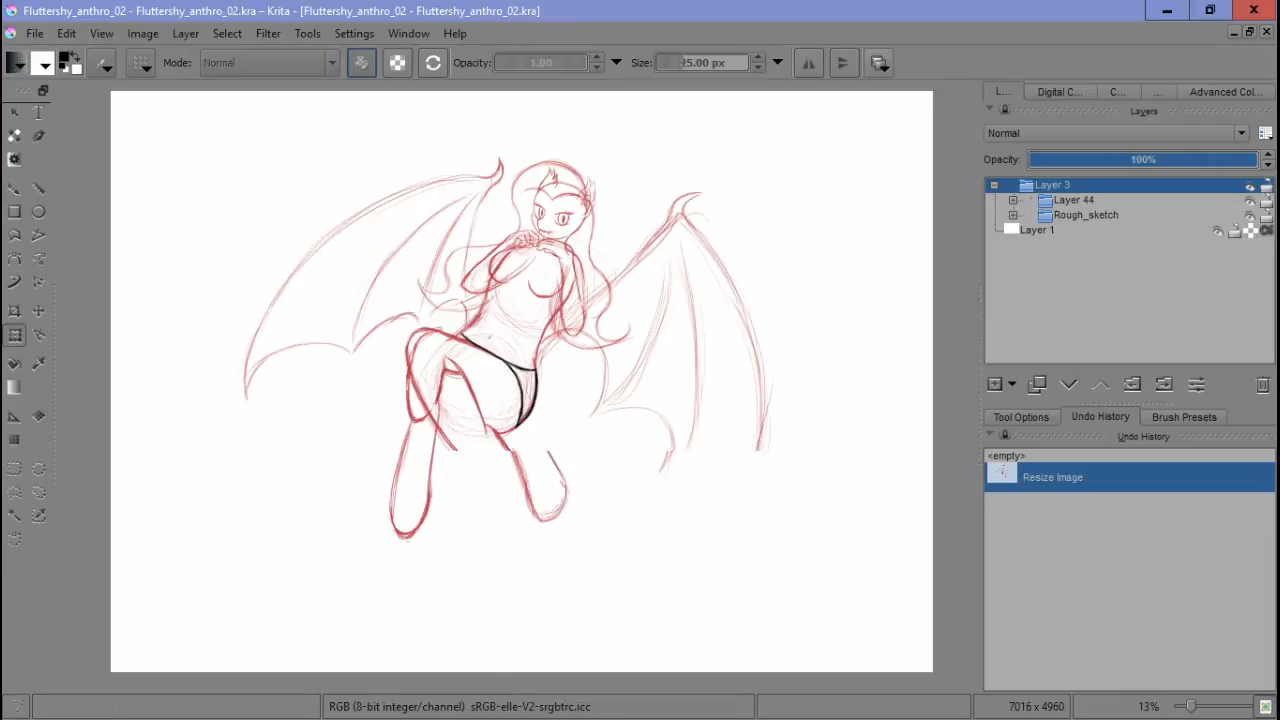 Fluttershy_anthro_02 - Fluttershy_anthro_02.kra – Krita - [Fluttershy_anthro_02 - Fluttershy_anthro_02.kra]
File Edit View Image Layer Select Filter Tools Settings Window Help
Mode: Normal Opacity: 1.00 Size: 25.00 px
L... Digital C... C... ... Advanced Col...
Layers
Normal
Opacity: 100%
Layer 3
Layer 44
Rough_sketch
Layer 1
Tool Options Undo History Brush Presets
Undo History
<empty>
Resize Image
RGB (8-bit integer/channel) sRGB-elle-V2-srgbtrc.icc 7016 x 4960 13%